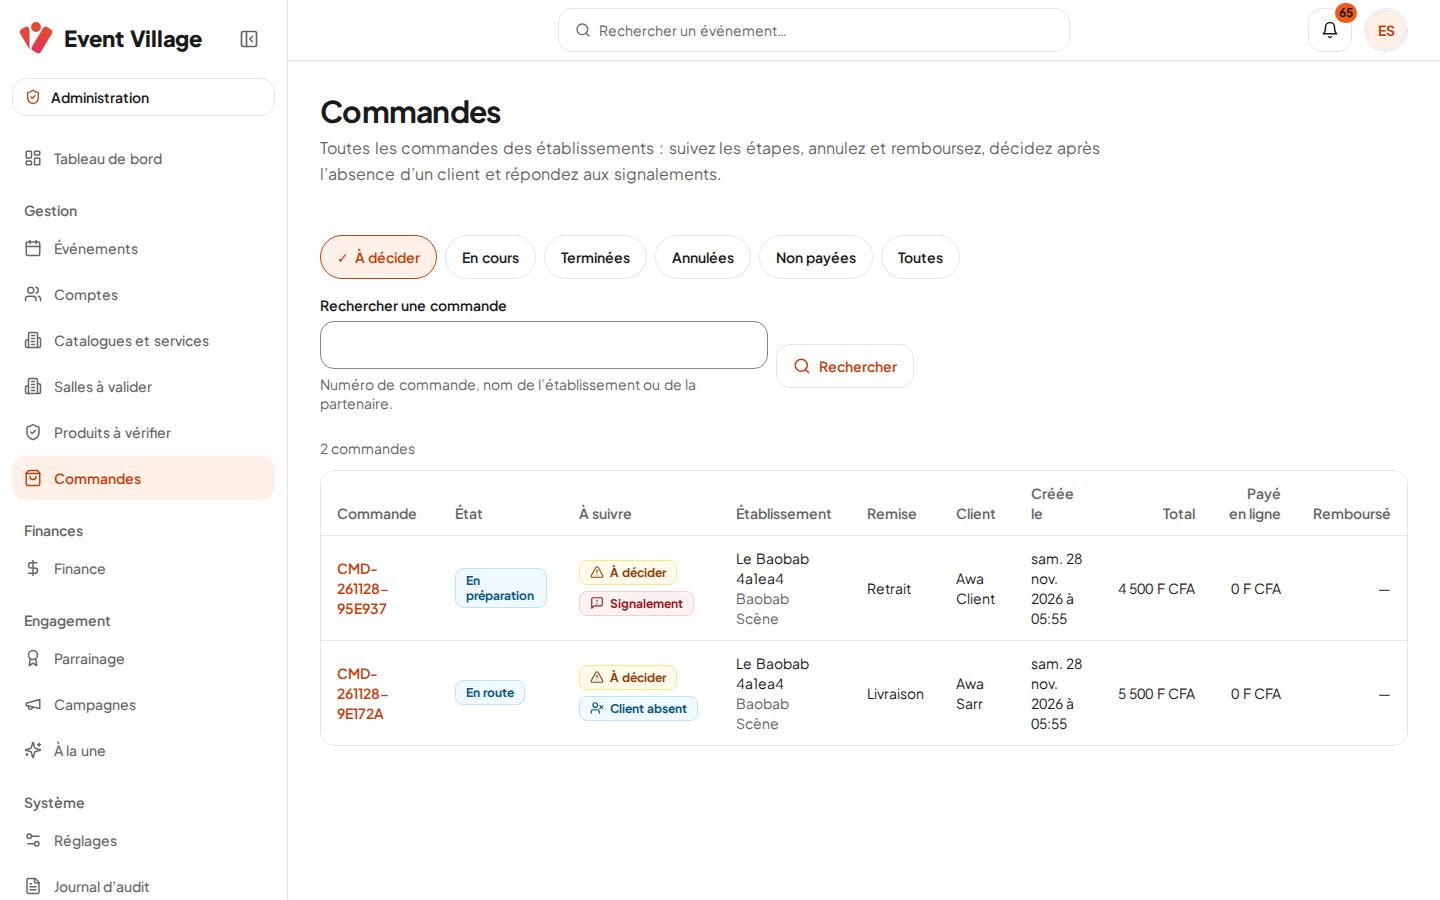 Event Village
Rechercher un événement...
65
ES
Administration
Tableau de bord
Gestion
Événements
Comptes
Catalogues et services
Salles à valider
Produits à vérifier
Commandes
Finances
Finance
Engagement
Parrainage
Campagnes
À la une
Système
Réglages
Journal d’audit
Commandes
Toutes les commandes des établissements : suivez les étapes, annulez et remboursez, décidez après
l’absence d’un client et répondez aux signalements.
✓ À décider
En cours
Terminées
Annulées
Non payées
Toutes
Rechercher une commande
Rechercher
Numéro de commande, nom de l’établissement ou de la
partenaire.
2 commandes
Commande
État
À suivre
Établissement
Remise
Client
Créée
le
Total
Payé
en ligne
Remboursé
CMD-
261128-
95E937
En
préparation
À décider
Signalement
Le Baobab
4a1ea4
Baobab
Scène
Retrait
Awa
Client
sam. 28
nov.
2026 à
05:55
4 500 F CFA
0 F CFA
—
CMD-
261128-
9E172A
En route
À décider
Client absent
Le Baobab
4a1ea4
Baobab
Scène
Livraison
Awa
Sarr
sam. 28
nov.
2026 à
05:55
5 500 F CFA
0 F CFA
—